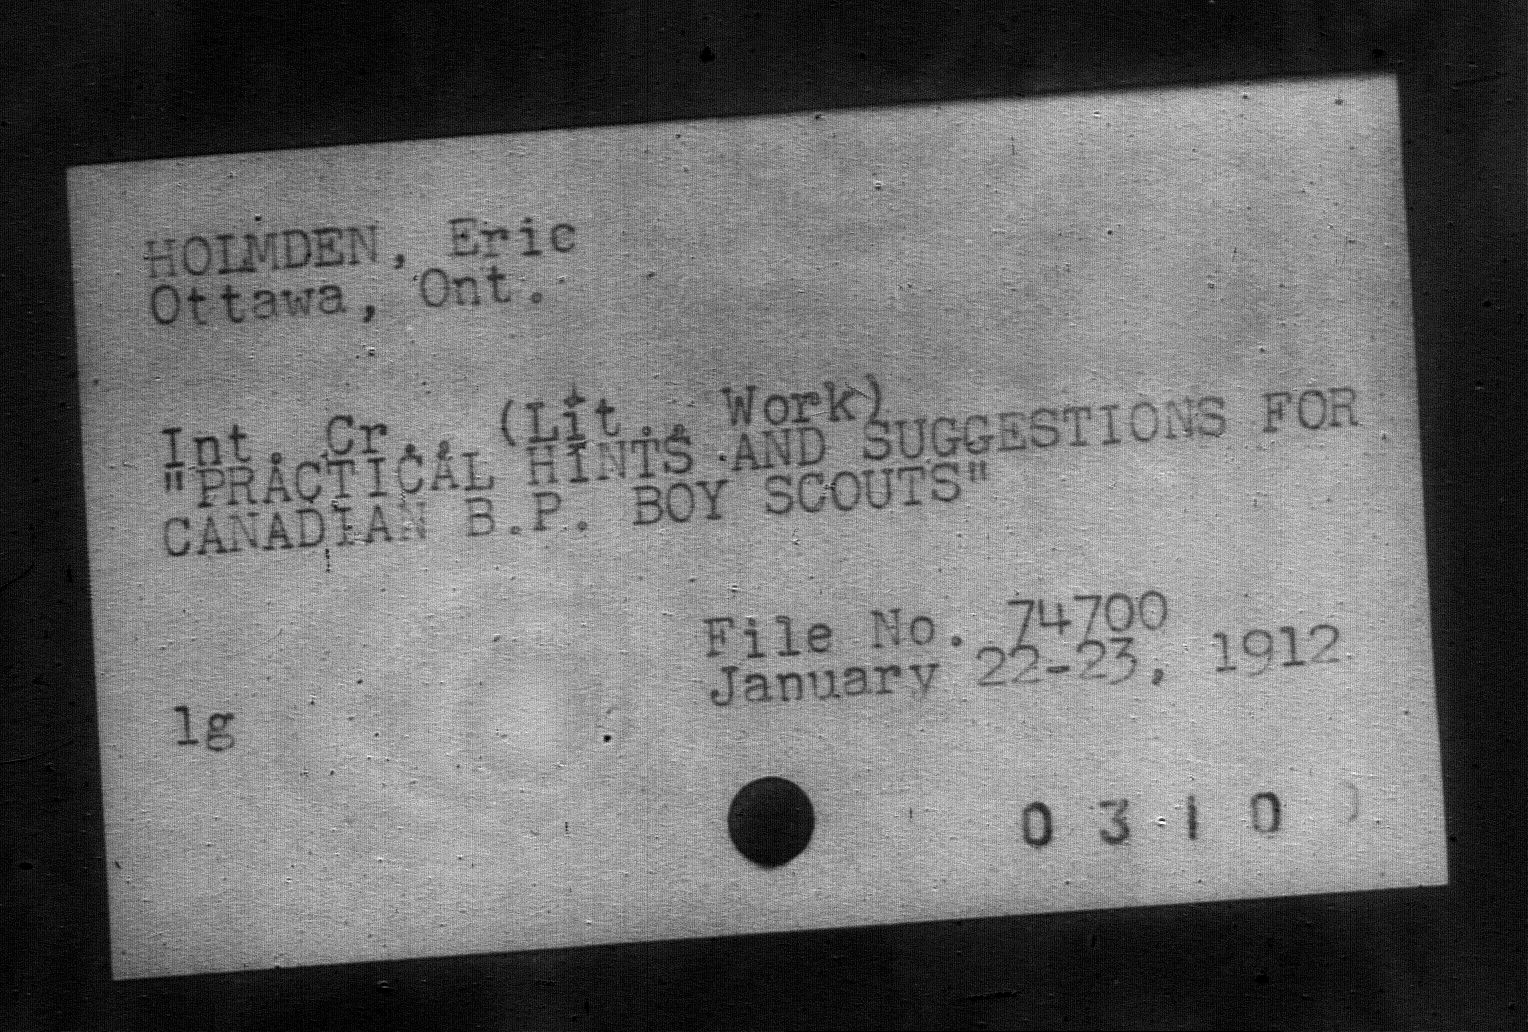 HOLMDEN, Eric
Ottawa, Ont.
Int. Cr.. (Lit.. Work)
"PRACTICAL HINTS AND SUGGESTIONS FOR
CANADIAN B.P. BOY SCOUTS"
File No. 74700
January 22-23, 1912
lg
0 3 1 0